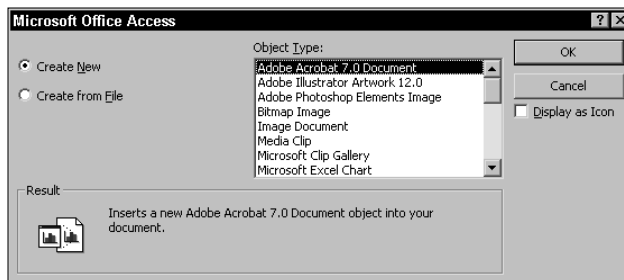 Microsoft Office Access
Object Type:
Create New
Create from File
Adobe Acrobat 7.0 Document
Adobe Illustrator Artwork 12.0
Adobe Photoshop Elements Image
Bitmap Image
Image Document
Media Clip
Microsoft Clip Gallery
Microsoft Excel Chart
OK
Cancel
Display as Icon
Result
Inserts a new Adobe Acrobat 7.0 Document object into your
document.